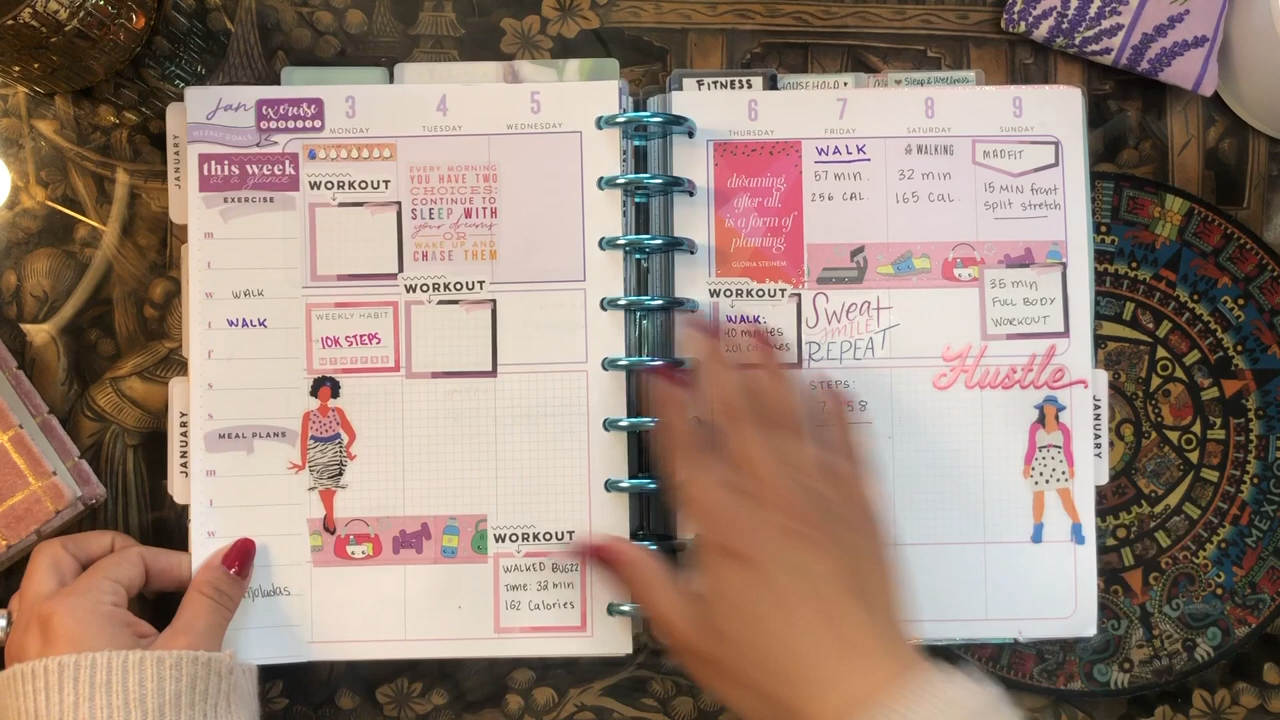 Jan
exercise
WEEKLY GOALS
this week
at a glance
EXERCISE
m
t
w WALK
t WALK
f
s
s
MEAL PLANS
m
t
w
JANUARY
JANUARY
3
MONDAY
WORKOUT
WEEKLY HABIT
10K STEPS
M T W T F S S
4
TUESDAY
EVERY MORNING
YOU HAVE TWO
CHOICES:
CONTINUE TO
SLEEP WITH
your dreams
OR
WAKE UP AND
CHASE THEM
WORKOUT
5
WEDNESDAY
WORKOUT
WALKED BUGZZ
TIME: 32 min
162 Calories
FITNESS
HOUSEHOLD
Sleep & Wellness
6
THURSDAY
dreaming,
after all,
is a form of
planning.
GLORIA STEINEM
WORKOUT
WALK:
40 minutes
201 Calories
7
FRIDAY
WALK
57 min.
256 CAL.
Sweat
SMILE
REPEAT
STEPS:
8
SATURDAY
WALKING
32 min
165 CAL.
9
SUNDAY
MADFIT
15 MIN front
split stretch
35 min
FULL BODY
WORKOUT
Hustle
JANUARY
MEXICO